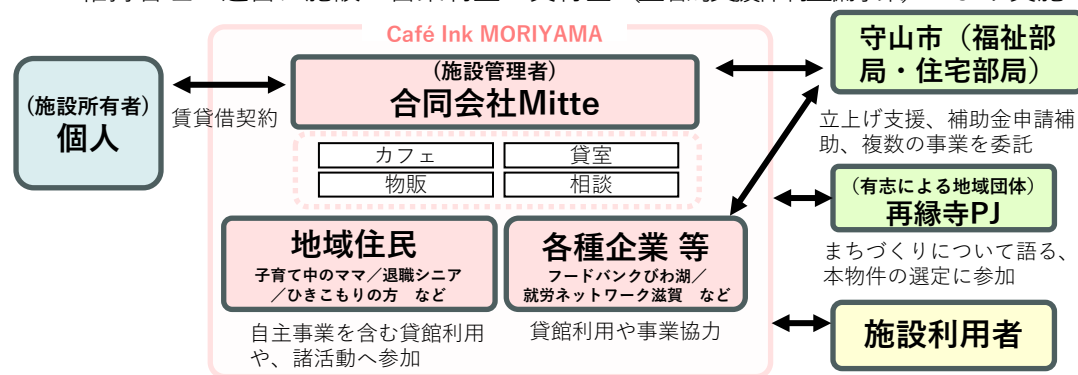 Café Ink MORIYAMA
(施設所有者)
個人
賃貸借契約
(施設管理者)
合同会社Mitte
カフェ
貸室
物販
相談
地域住民
子育て中のママ／退職シニア
／ひきこもりの方　など
自主事業を含む貸館利用
や、諸活動へ参加
各種企業 等
フードバンクびわ湖／
就労ネットワーク滋賀　など
貸館利用や事業協力
守山市（福祉部
局・住宅部局）
立上げ支援、補助金申請補
助、複数の事業を委託
（有志による地域団体）
再縁寺PJ
まちづくりについて語る、
本物件の選定に参加
施設利用者